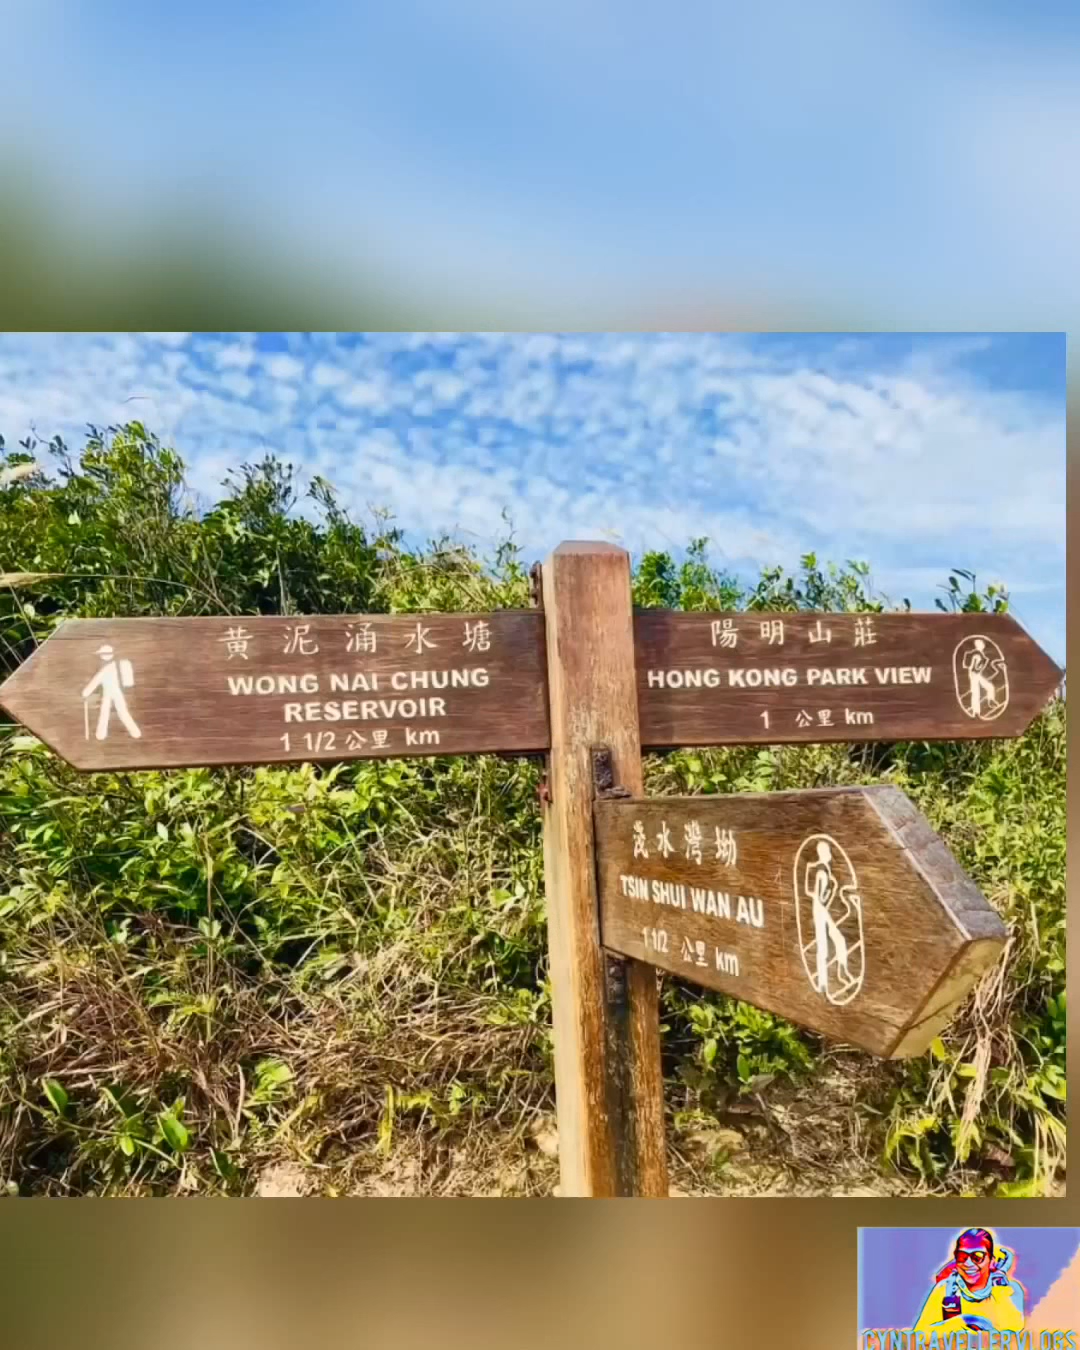 黃泥涌水塘
WONG NAI CHUNG
RESERVOIR
1 1/2 公里 km
陽明山莊
HONG KONG PARK VIEW
1 公里 km
淺水灣坳
TSIN SHUI WAN AU
1 1/2 公里 km
CYNTRAVELLERVLOGS